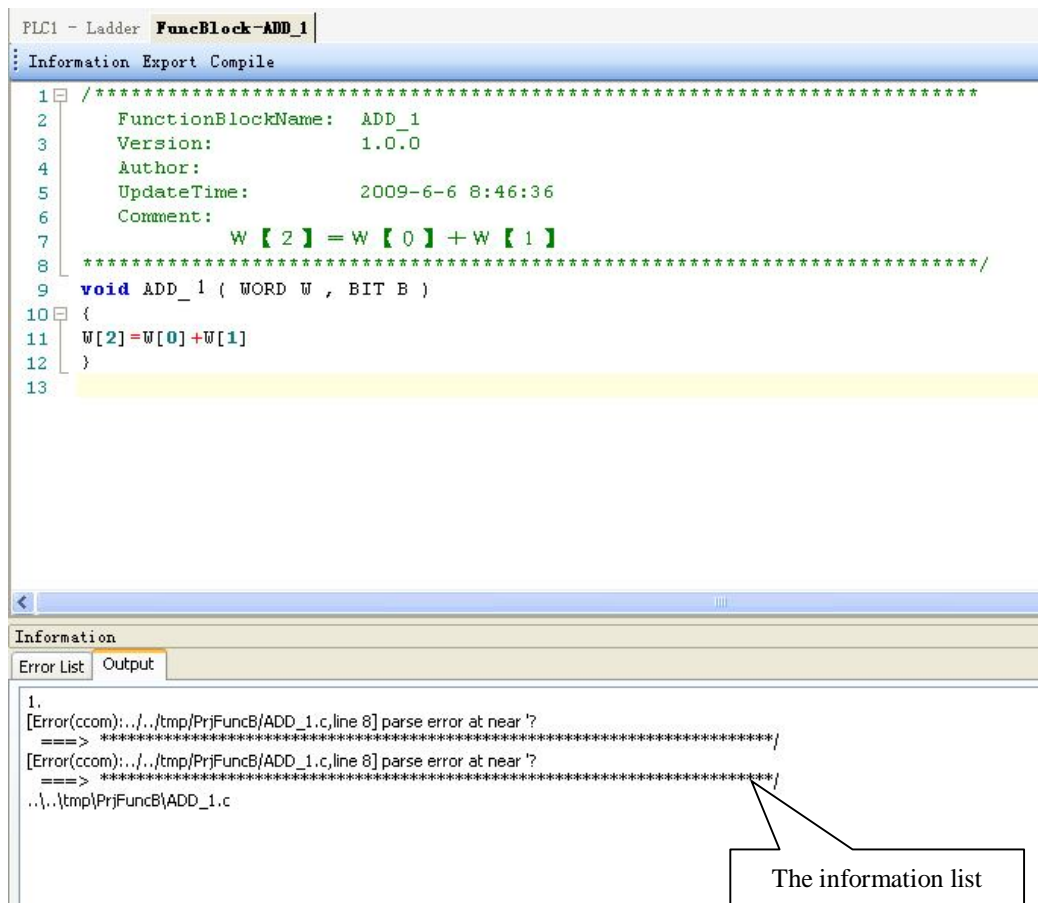 PLC1 - Ladder FuncBlock-ADD_1
Information Export Compile
1 /*************************************************************************
2 FunctionBlockName: ADD_1
3 Version: 1.0.0
4 Author:
5 UpdateTime: 2009-6-6 8:46:36
6 Comment:
7 W【2】=W【0】+W【1】
8 *************************************************************************/
9 void ADD_1 ( WORD W , BIT B )
10 {
11 W[2]=W[0]+W[1]
12 }
13
Information
Error List Output
1.
[Error(ccom):../../tmp/PrjFuncB/ADD_1.c,line 8] parse error at near '?
===> *************************************************************************/
[Error(ccom):../../tmp/PrjFuncB/ADD_1.c,line 8] parse error at near '?
===> *************************************************************************/
..\..\tmp\PrjFuncB\ADD_1.c
The information list